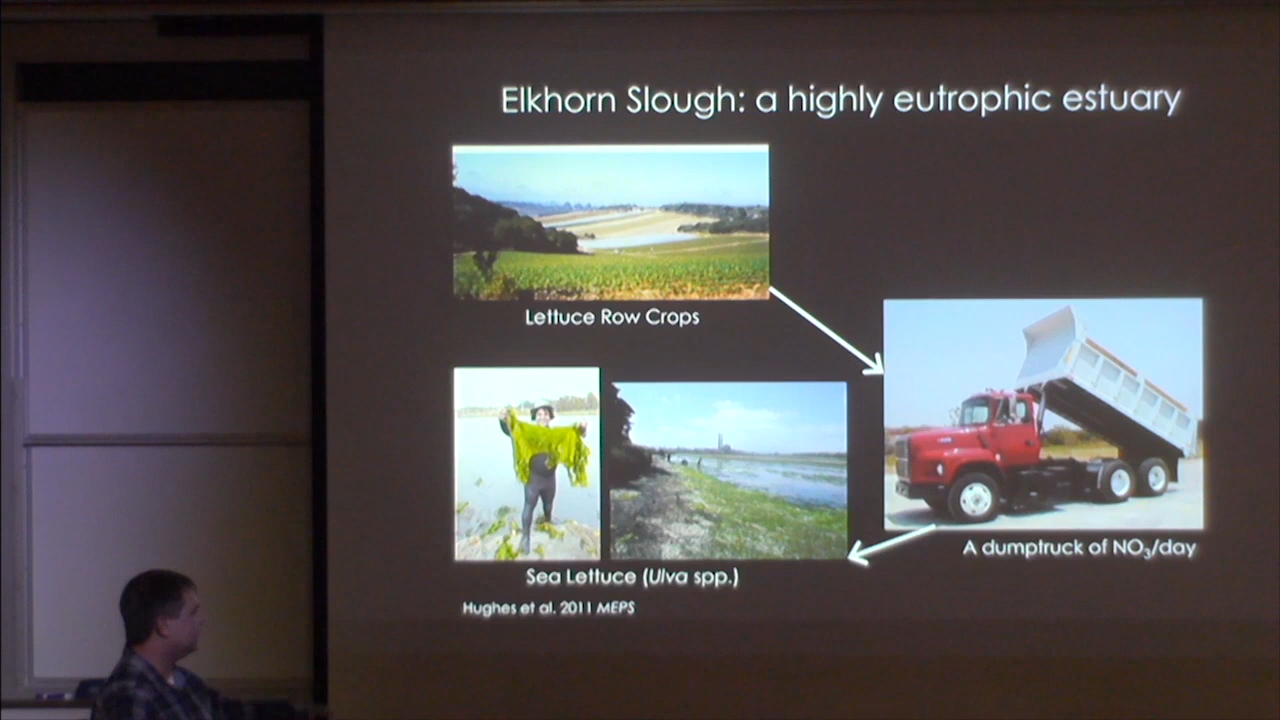 Elkhorn Slough: a highly eutrophic estuary
Lettuce Row Crops
A dumptruck of NO₃/day
Sea Lettuce (Ulva spp.)
Hughes et al. 2011 MEPS